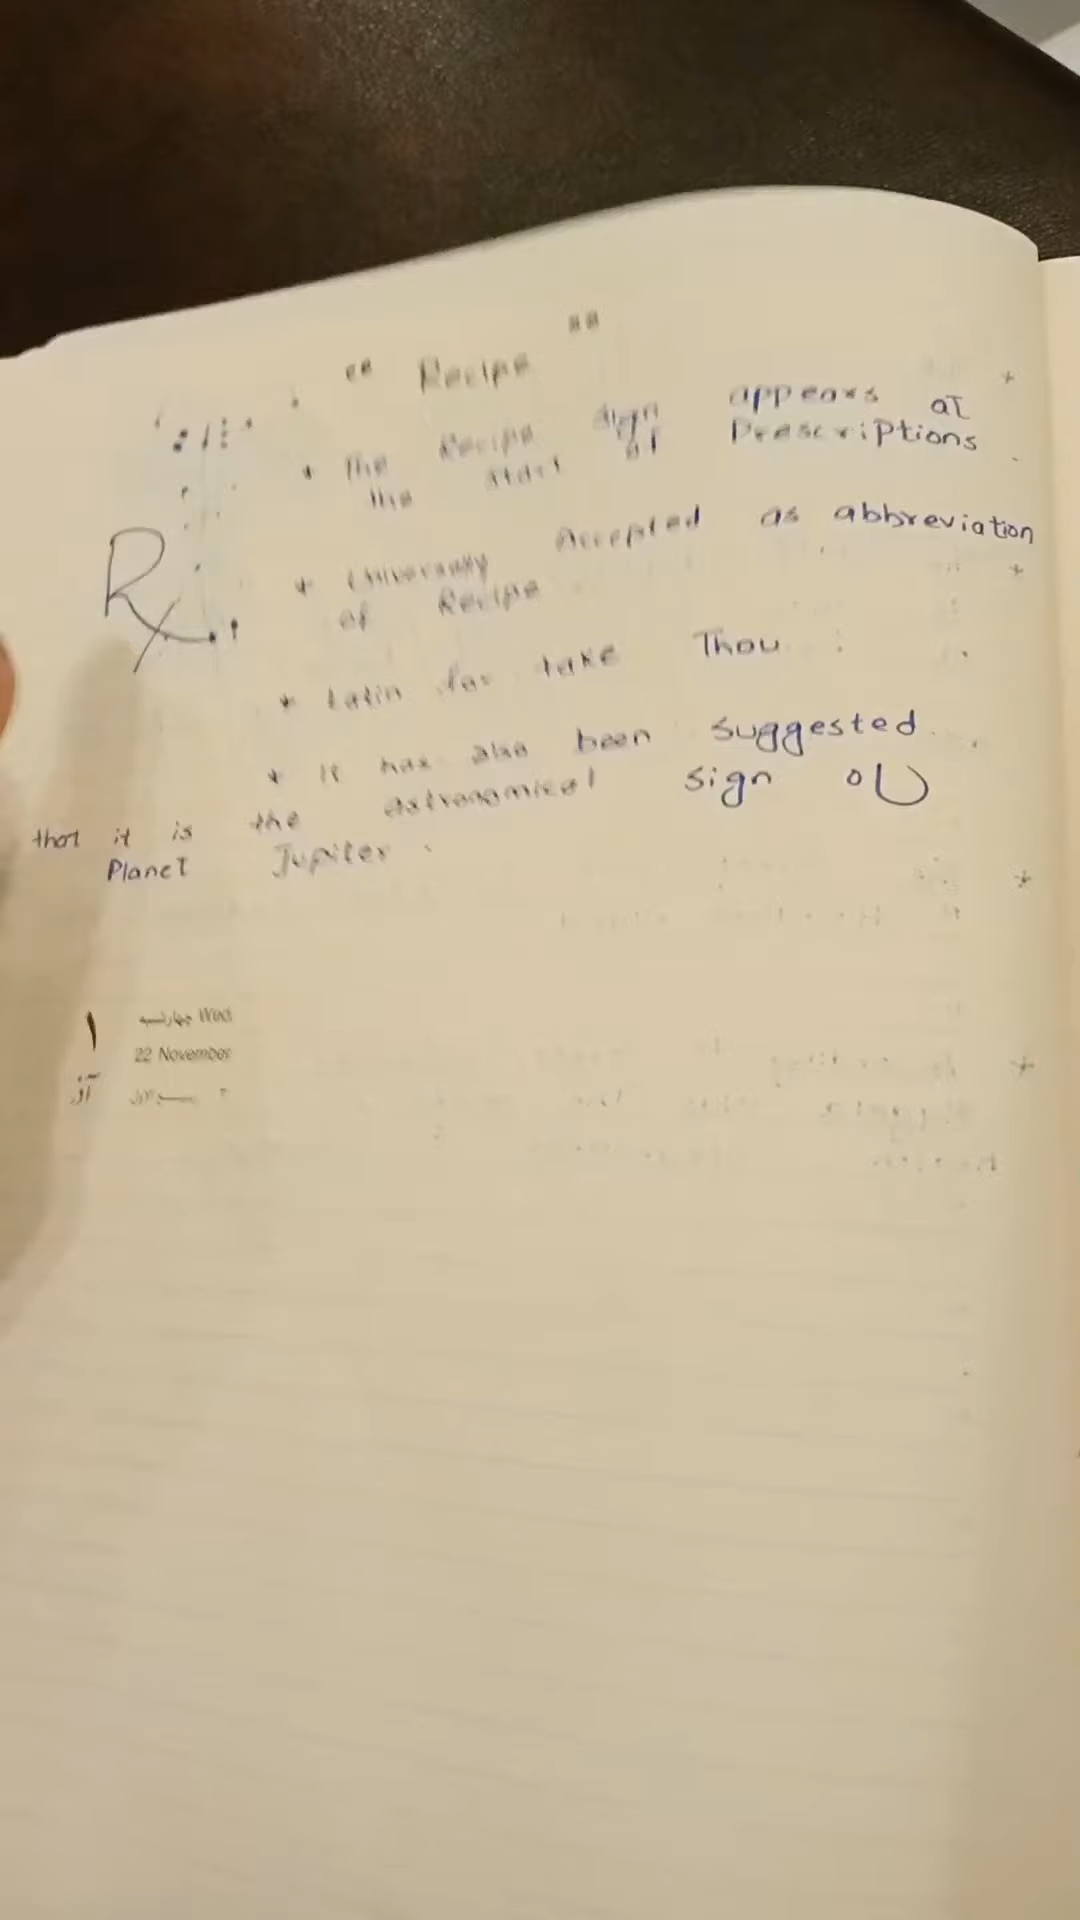 "Recipe"
* The Recipe sign appears at
the start of Prescriptions
Rx
* Universally Accepted as abbreviation
of Recipe
* Latin for take Thou
* It has also been suggested
that it is the astronomical sign of
Planet Jupiter.
۱ چهارشنبه Wed
22 November
آذر